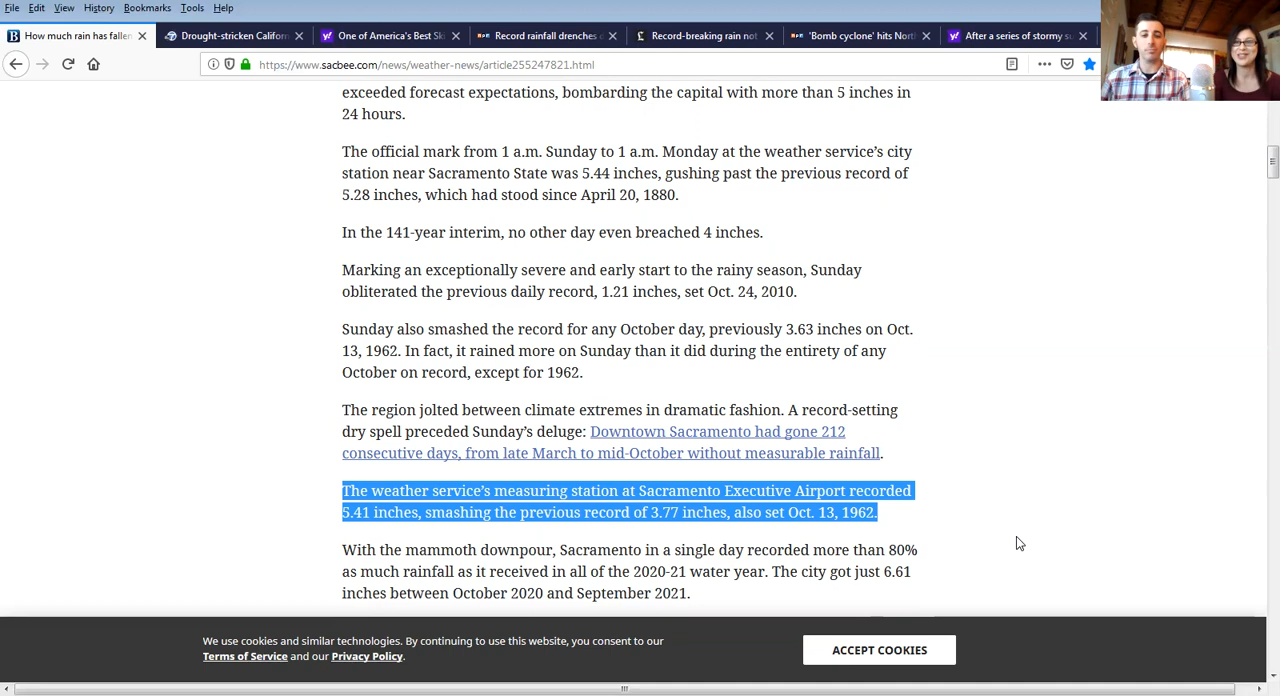 File Edit View History Bookmarks Tools Help
How much rain has fallen
Drought-stricken Californ
One of America's Best Ski
Record rainfall drenches d
Record-breaking rain not
'Bomb cyclone' hits North
After a series of stormy su
https://www.sacbee.com/news/weather-news/article255247821.html
exceeded forecast expectations, bombarding the capital with more than 5 inches in
24 hours.
The official mark from 1 a.m. Sunday to 1 a.m. Monday at the weather service’s city
station near Sacramento State was 5.44 inches, gushing past the previous record of
5.28 inches, which had stood since April 20, 1880.
In the 141-year interim, no other day even breached 4 inches.
Marking an exceptionally severe and early start to the rainy season, Sunday
obliterated the previous daily record, 1.21 inches, set Oct. 24, 2010.
Sunday also smashed the record for any October day, previously 3.63 inches on Oct.
13, 1962. In fact, it rained more on Sunday than it did during the entirety of any
October on record, except for 1962.
The region jolted between climate extremes in dramatic fashion. A record-setting
dry spell preceded Sunday’s deluge: Downtown Sacramento had gone 212
consecutive days, from late March to mid-October without measurable rainfall.
The weather service’s measuring station at Sacramento Executive Airport recorded
5.41 inches, smashing the previous record of 3.77 inches, also set Oct. 13, 1962.
With the mammoth downpour, Sacramento in a single day recorded more than 80%
as much rainfall as it received in all of the 2020-21 water year. The city got just 6.61
inches between October 2020 and September 2021.
We use cookies and similar technologies. By continuing to use this website, you consent to our
Terms of Service and our Privacy Policy.
ACCEPT COOKIES